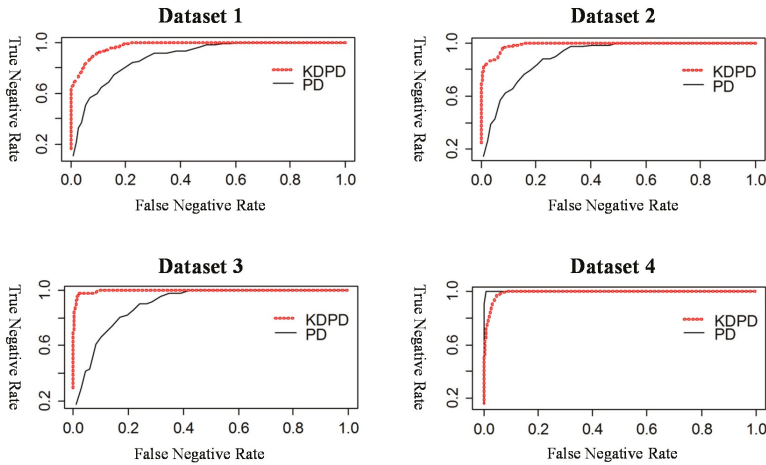 Dataset 1
True Negative Rate
1.0
0.6
0.2
KDPD
PD
0.0 0.2 0.4 0.6 0.8 1.0
False Negative Rate
Dataset 2
True Negative Rate
1.0
0.6
0.2
KDPD
PD
0.0 0.2 0.4 0.6 0.8 1.0
False Negative Rate
Dataset 3
True Negative Rate
1.0
0.6
0.2
KDPD
PD
0.0 0.2 0.4 0.6 0.8 1.0
False Negative Rate
Dataset 4
True Negative Rate
1.0
0.6
0.2
KDPD
PD
0.0 0.2 0.4 0.6 0.8 1.0
False Negative Rate